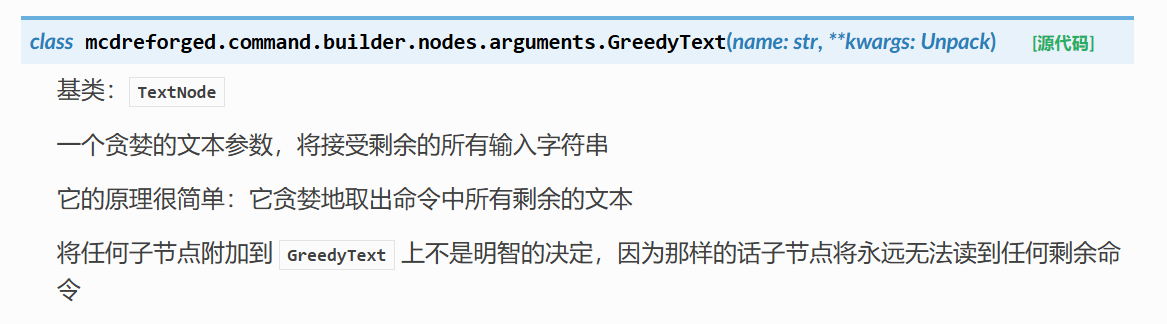 class mcdreforged.command.builder.nodes.arguments.GreedyText(name: str, **kwargs: Unpack) [源代码]
基类：TextNode
一个贪婪的文本参数，将接受剩余的所有输入字符串
它的原理很简单：它贪婪地取出命令中所有剩余的文本
将任何子节点附加到 GreedyText 上不是明智的决定，因为那样的话子节点将永远无法读到任何剩余命
令